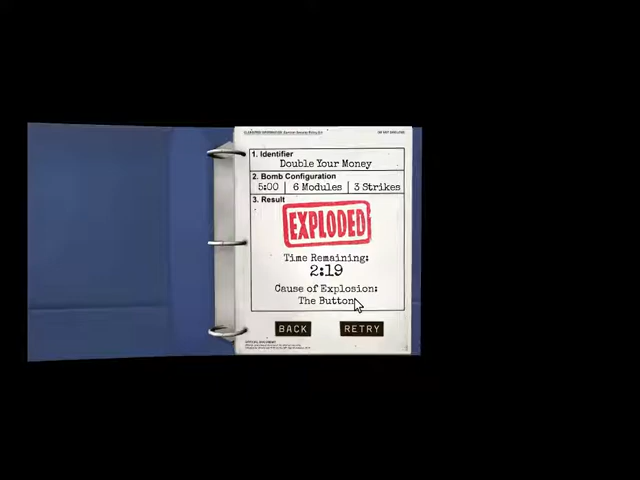 1. Identifier
Double Your Money
2. Bomb Configuration
5:00 6 Modules 3 Strikes
3. Result
EXPLODED
Time Remaining:
2:19
Cause of Explosion:
The Button
BACK RETRY